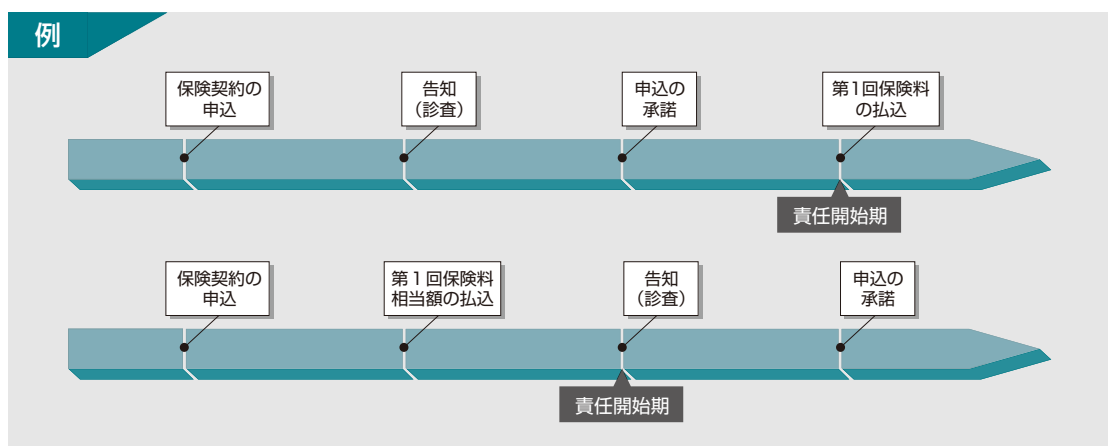 例
保険契約の
申込
告知
（診査）
申込の
承諾
第1回保険料
の払込
責任開始期
保険契約の
申込
第1回保険料
相当額の払込
告知
（診査）
申込の
承諾
責任開始期